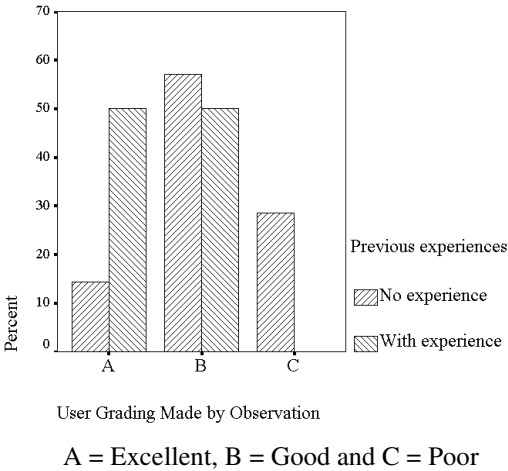 70
60
50
40
30
20
10
0
Percent
A B C
User Grading Made by Observation
Previous experiences
No experience
With experience
A = Excellent, B = Good and C = Poor